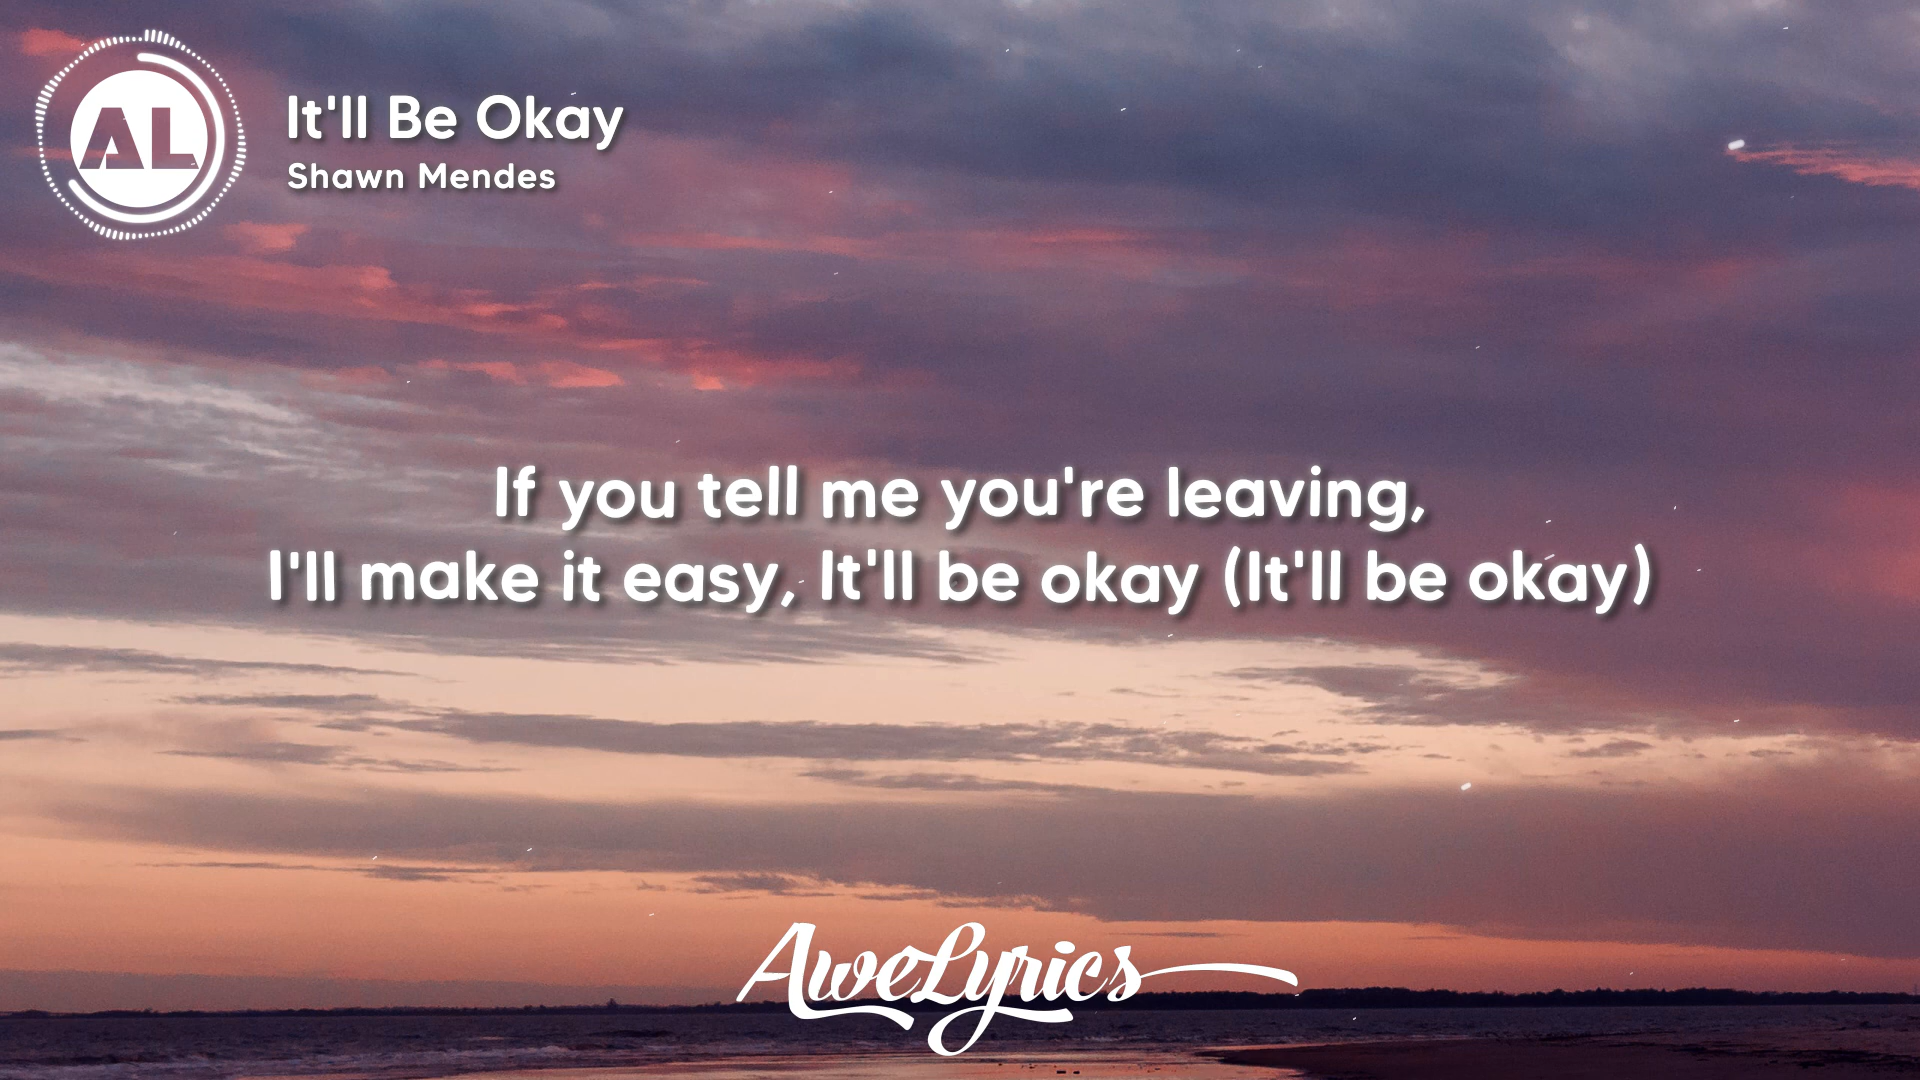 AL
It'll Be Okay
Shawn Mendes
If you tell me you're leaving,
I'll make it easy, It'll be okay (It'll be okay)
AweLyrics